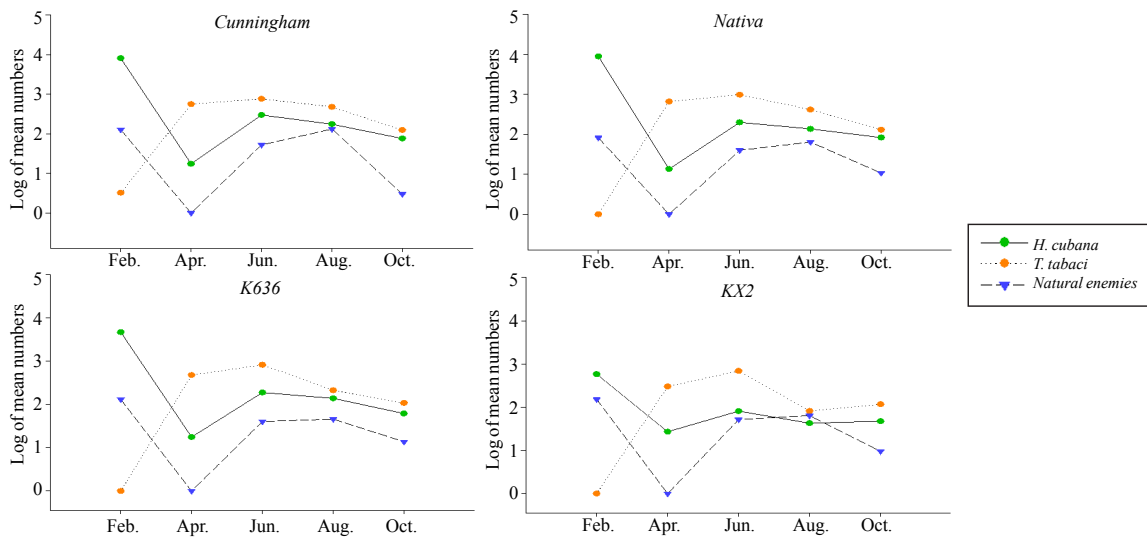 Cunningham
Log of mean numbers
5
4
3
2
1
0
Feb. Apr. Jun. Aug. Oct.
Nativa
Log of mean numbers
5
4
3
2
1
0
Feb. Apr. Jun. Aug. Oct.
H. cubana
T. tabaci
Natural enemies
K636
Log of mean numbers
5
4
3
2
1
0
Feb. Apr. Jun. Aug. Oct.
KX2
Log of mean numbers
5
4
3
2
1
0
Feb. Apr. Jun. Aug. Oct.